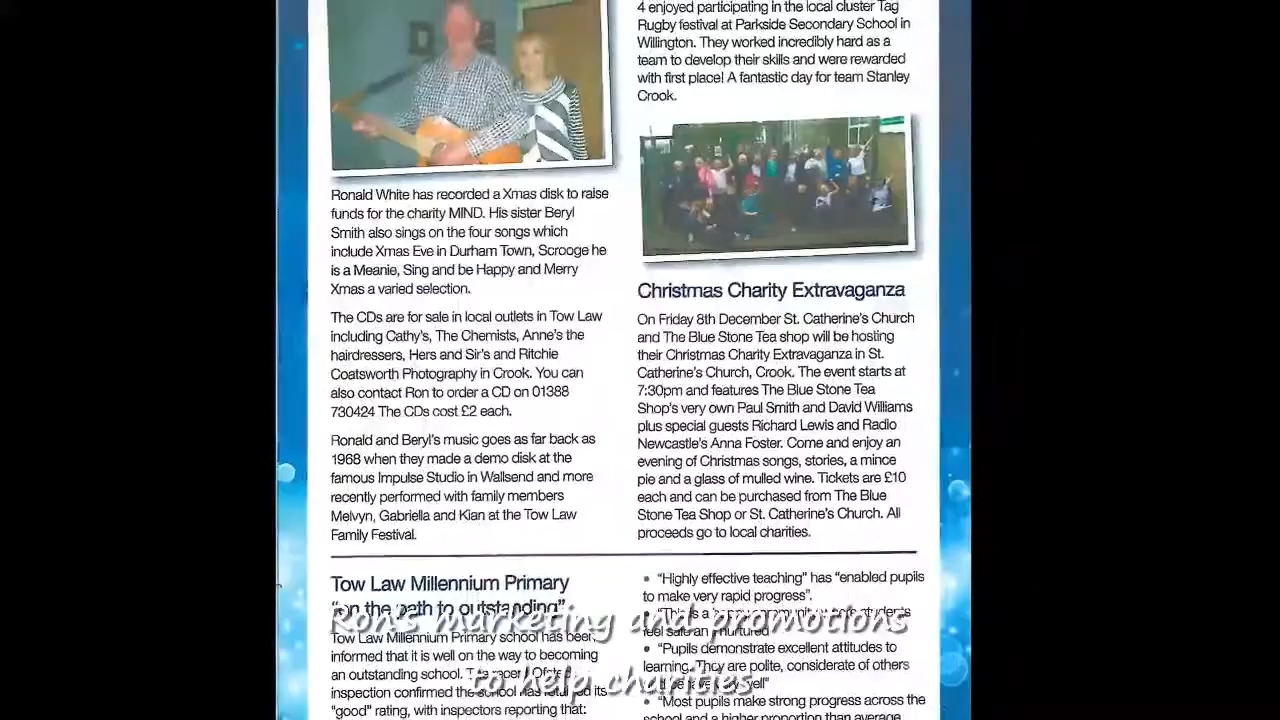 Ronald White has recorded a Xmas disk to raise
funds for the charity MIND. His sister Beryl
Smith also sings on the four songs which
include Xmas Eve in Durham Town, Scrooge he
is a Meanie, Sing and be Happy and Merry
Xmas a varied selection.
The CDs are for sale in local outlets in Tow Law
including Cathy's, The Chemists, Anne's the
hairdressers, Hers and Sir's and Ritchie
Coatsworth Photography in Crook. You can
also contact Ron to order a CD on 01388
730424 The CDs cost £2 each.
Ronald and Beryl's music goes as far back as
1968 when they made a demo disk at the
famous Impulse Studio in Wallsend and more
recently performed with family members
Melvyn, Gabriella and Kian at the Tow Law
Family Festival.
4 enjoyed participating in the local cluster Tag
Rugby festival at Parkside Secondary School in
Willington. They worked incredibly hard as a
team to develop their skills and were rewarded
with first place! A fantastic day for team Stanley
Crook.
Christmas Charity Extravaganza
On Friday 8th December St. Catherine's Church
and The Blue Stone Tea shop will be hosting
their Christmas Charity Extravaganza in St.
Catherine's Church, Crook. The event starts at
7:30pm and features The Blue Stone Tea
Shop's very own Paul Smith and David Williams
plus special guests Richard Lewis and Radio
Newcastle's Anna Foster. Come and enjoy an
evening of Christmas songs, stories, a mince
pie and a glass of mulled wine. Tickets are £10
each and can be purchased from The Blue
Stone Tea Shop or St. Catherine's Church. All
proceeds go to local charities.
Tow Law Millennium Primary
"on the path to outstanding"
Tow Law Millennium Primary school has been
informed that it is well on the way to becoming
an outstanding school. The
inspection confirmed the school has its
"good" rating, with inspectors reporting that:
• "Highly effective teaching" has "enabled pupils
to make very rapid progress".
• "This is a students
feel safe and nurtured"
• "Pupils demonstrate excellent attitudes to
learning. They are polite, considerate of others
• "Most pupils make strong progress across the
school and a higher proportion than average
Ron's marketing and promotions
to help charities